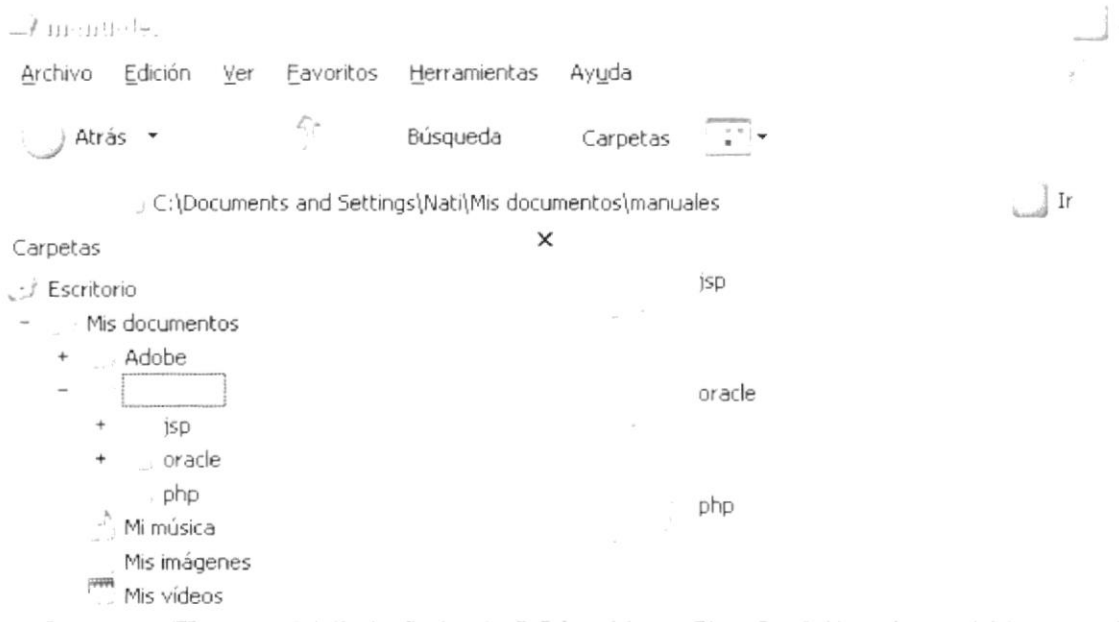 Archivo Edición Ver Favoritos Herramientas Ayuda
Atrás Búsqueda Carpetas
C:\Documents and Settings\Nati\Mis documentos\manuales Ir
Carpetas
Escritorio
Mis documentos
Adobe
jsp
oracle
php
Mi música
Mis imágenes
Mis vídeos
jsp
oracle
php